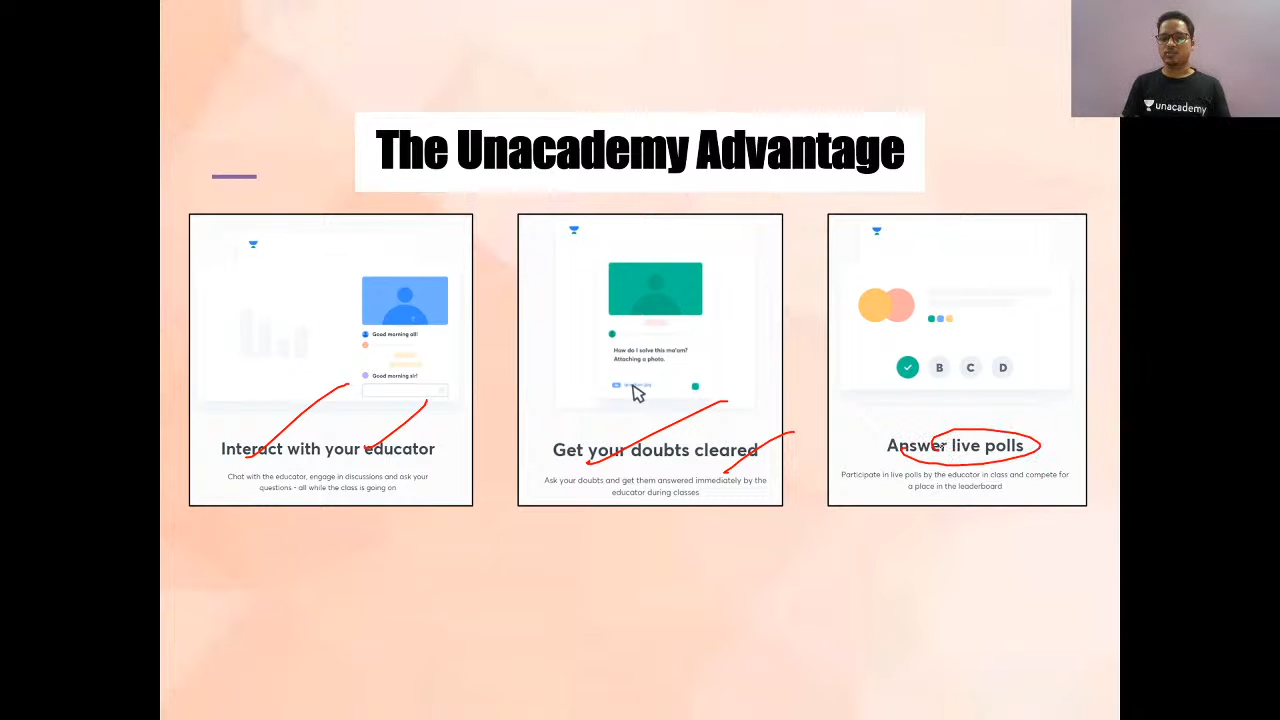 unacademy
The Unacademy Advantage
Good morning all!
Good morning sir!
Interact with your educator
Chat with the educator, engage in discussions and ask your
questions - all while the class is going on
How do I solve this ma'am?
Attaching a photo.
Get your doubts cleared
Ask your doubts and get them answered immediately by the
educator during classes
B C D
Answer live polls
Participate in live polls by the educator in class and compete for
a place in the leaderboard